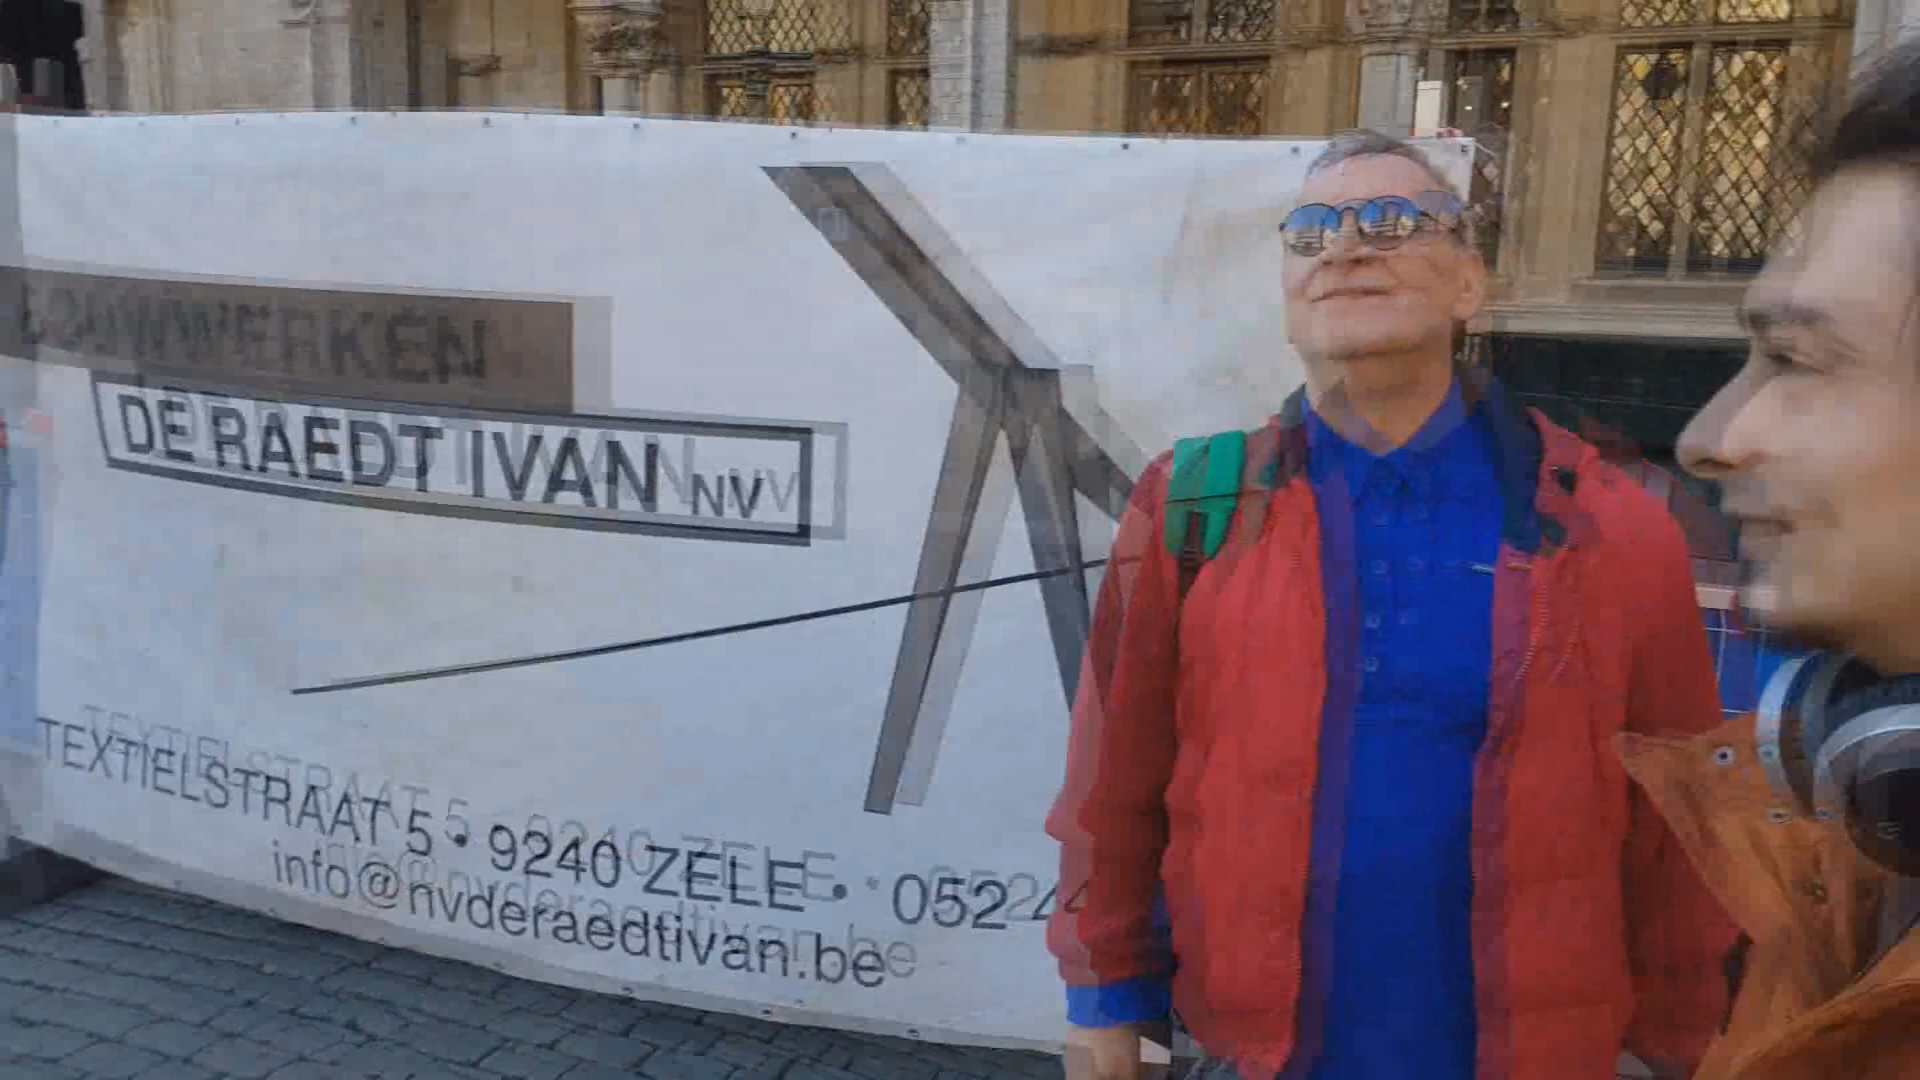 BOUWWERKEN
DE RAEDT IVAN NV
TEXTIELSTRAAT 5 • 9240 ZELE • 052
info@nvderaedtivan.be